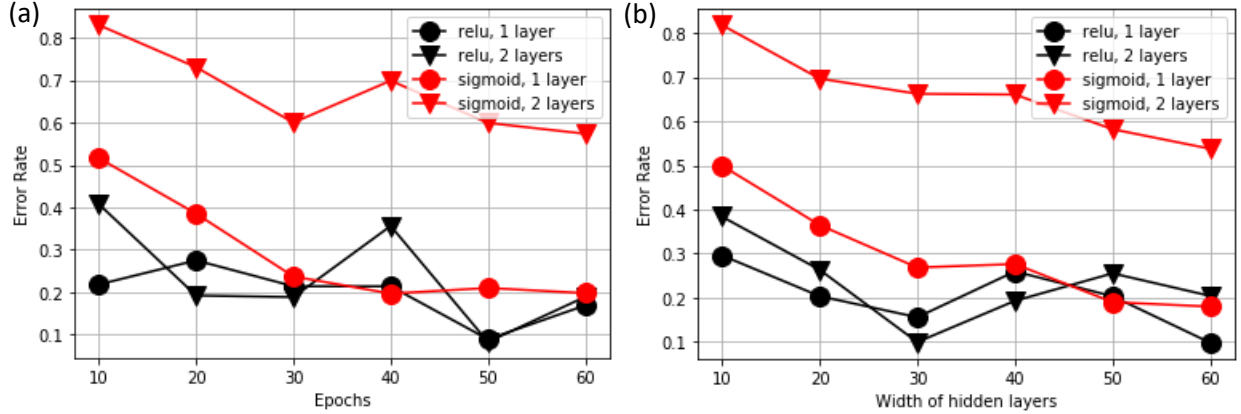 (a)
0.8
0.7
0.6
0.5
0.4
0.3
0.2
0.1
Error Rate
10 20 30 40 50 60
Epochs
relu, 1 layer
relu, 2 layers
sigmoid, 1 layer
sigmoid, 2 layers
(b)
0.8
0.7
0.6
0.5
0.4
0.3
0.2
0.1
Error Rate
10 20 30 40 50 60
Width of hidden layers
relu, 1 layer
relu, 2 layers
sigmoid, 1 layer
sigmoid, 2 layers